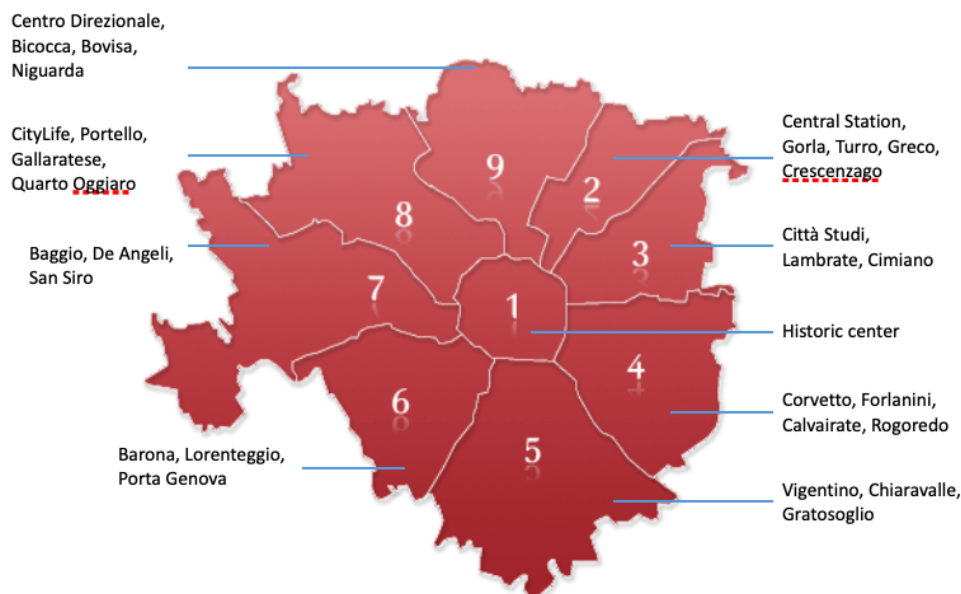 Centro Direzionale,
Bicocca, Bovisa,
Niguarda
CityLife, Portello,
Gallaratese,
Quarto Oggiaro
Central Station,
Gorla, Turro, Greco,
Crescenzago
9
2
8
Baggio, De Angeli,
San Siro
Città Studi,
Lambrate, Cimiano
3
7
1
Historic center
4
6
Corvetto, Forlanini,
Calvairate, Rogoredo
5
Barona, Lorenteggio,
Porta Genova
Vigentino, Chiaravalle,
Gratosoglio